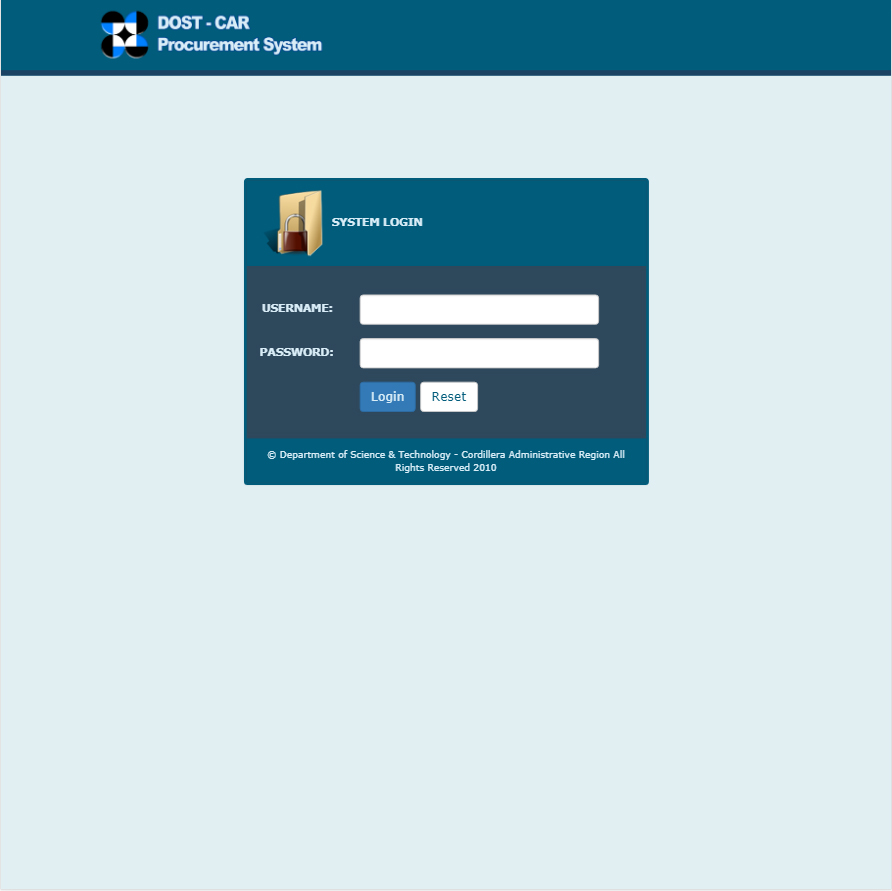 DOST - CAR
Procurement System
SYSTEM LOGIN
USERNAME:
PASSWORD:
Login Reset
© Department of Science & Technology - Cordillera Administrative Region All
Rights Reserved 2010